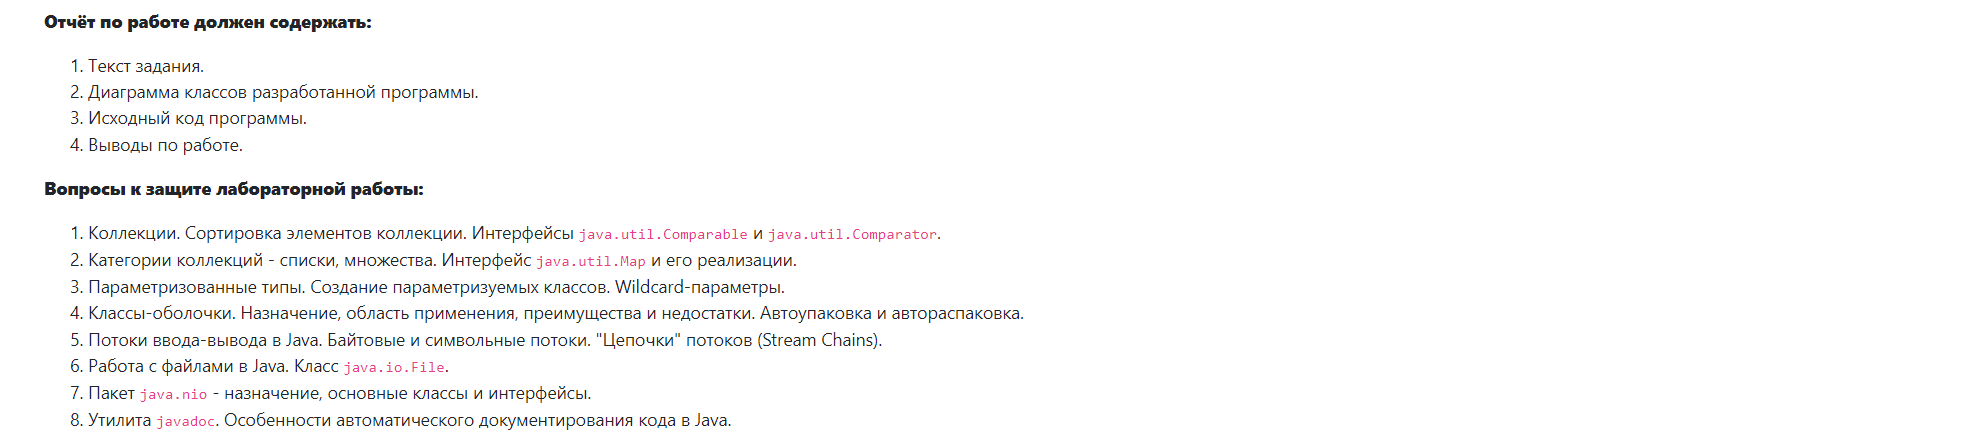 Отчёт по работе должен содержать:
1. Текст задания.
2. Диаграмма классов разработанной программы.
3. Исходный код программы.
4. Выводы по работе.
Вопросы к защите лабораторной работы:
1. Коллекции. Сортировка элементов коллекции. Интерфейсы java.util.Comparable и java.util.Comparator.
2. Категории коллекций - списки, множества. Интерфейс java.util.Map и его реализации.
3. Параметризованные типы. Создание параметризуемых классов. Wildcard-параметры.
4. Классы-оболочки. Назначение, область применения, преимущества и недостатки. Автоупаковка и автораспаковка.
5. Потоки ввода-вывода в Java. Байтовые и символьные потоки. "Цепочки" потоков (Stream Chains).
6. Работа с файлами в Java. Класс java.io.File.
7. Пакет java.nio - назначение, основные классы и интерфейсы.
8. Утилита javadoc. Особенности автоматического документирования кода в Java.